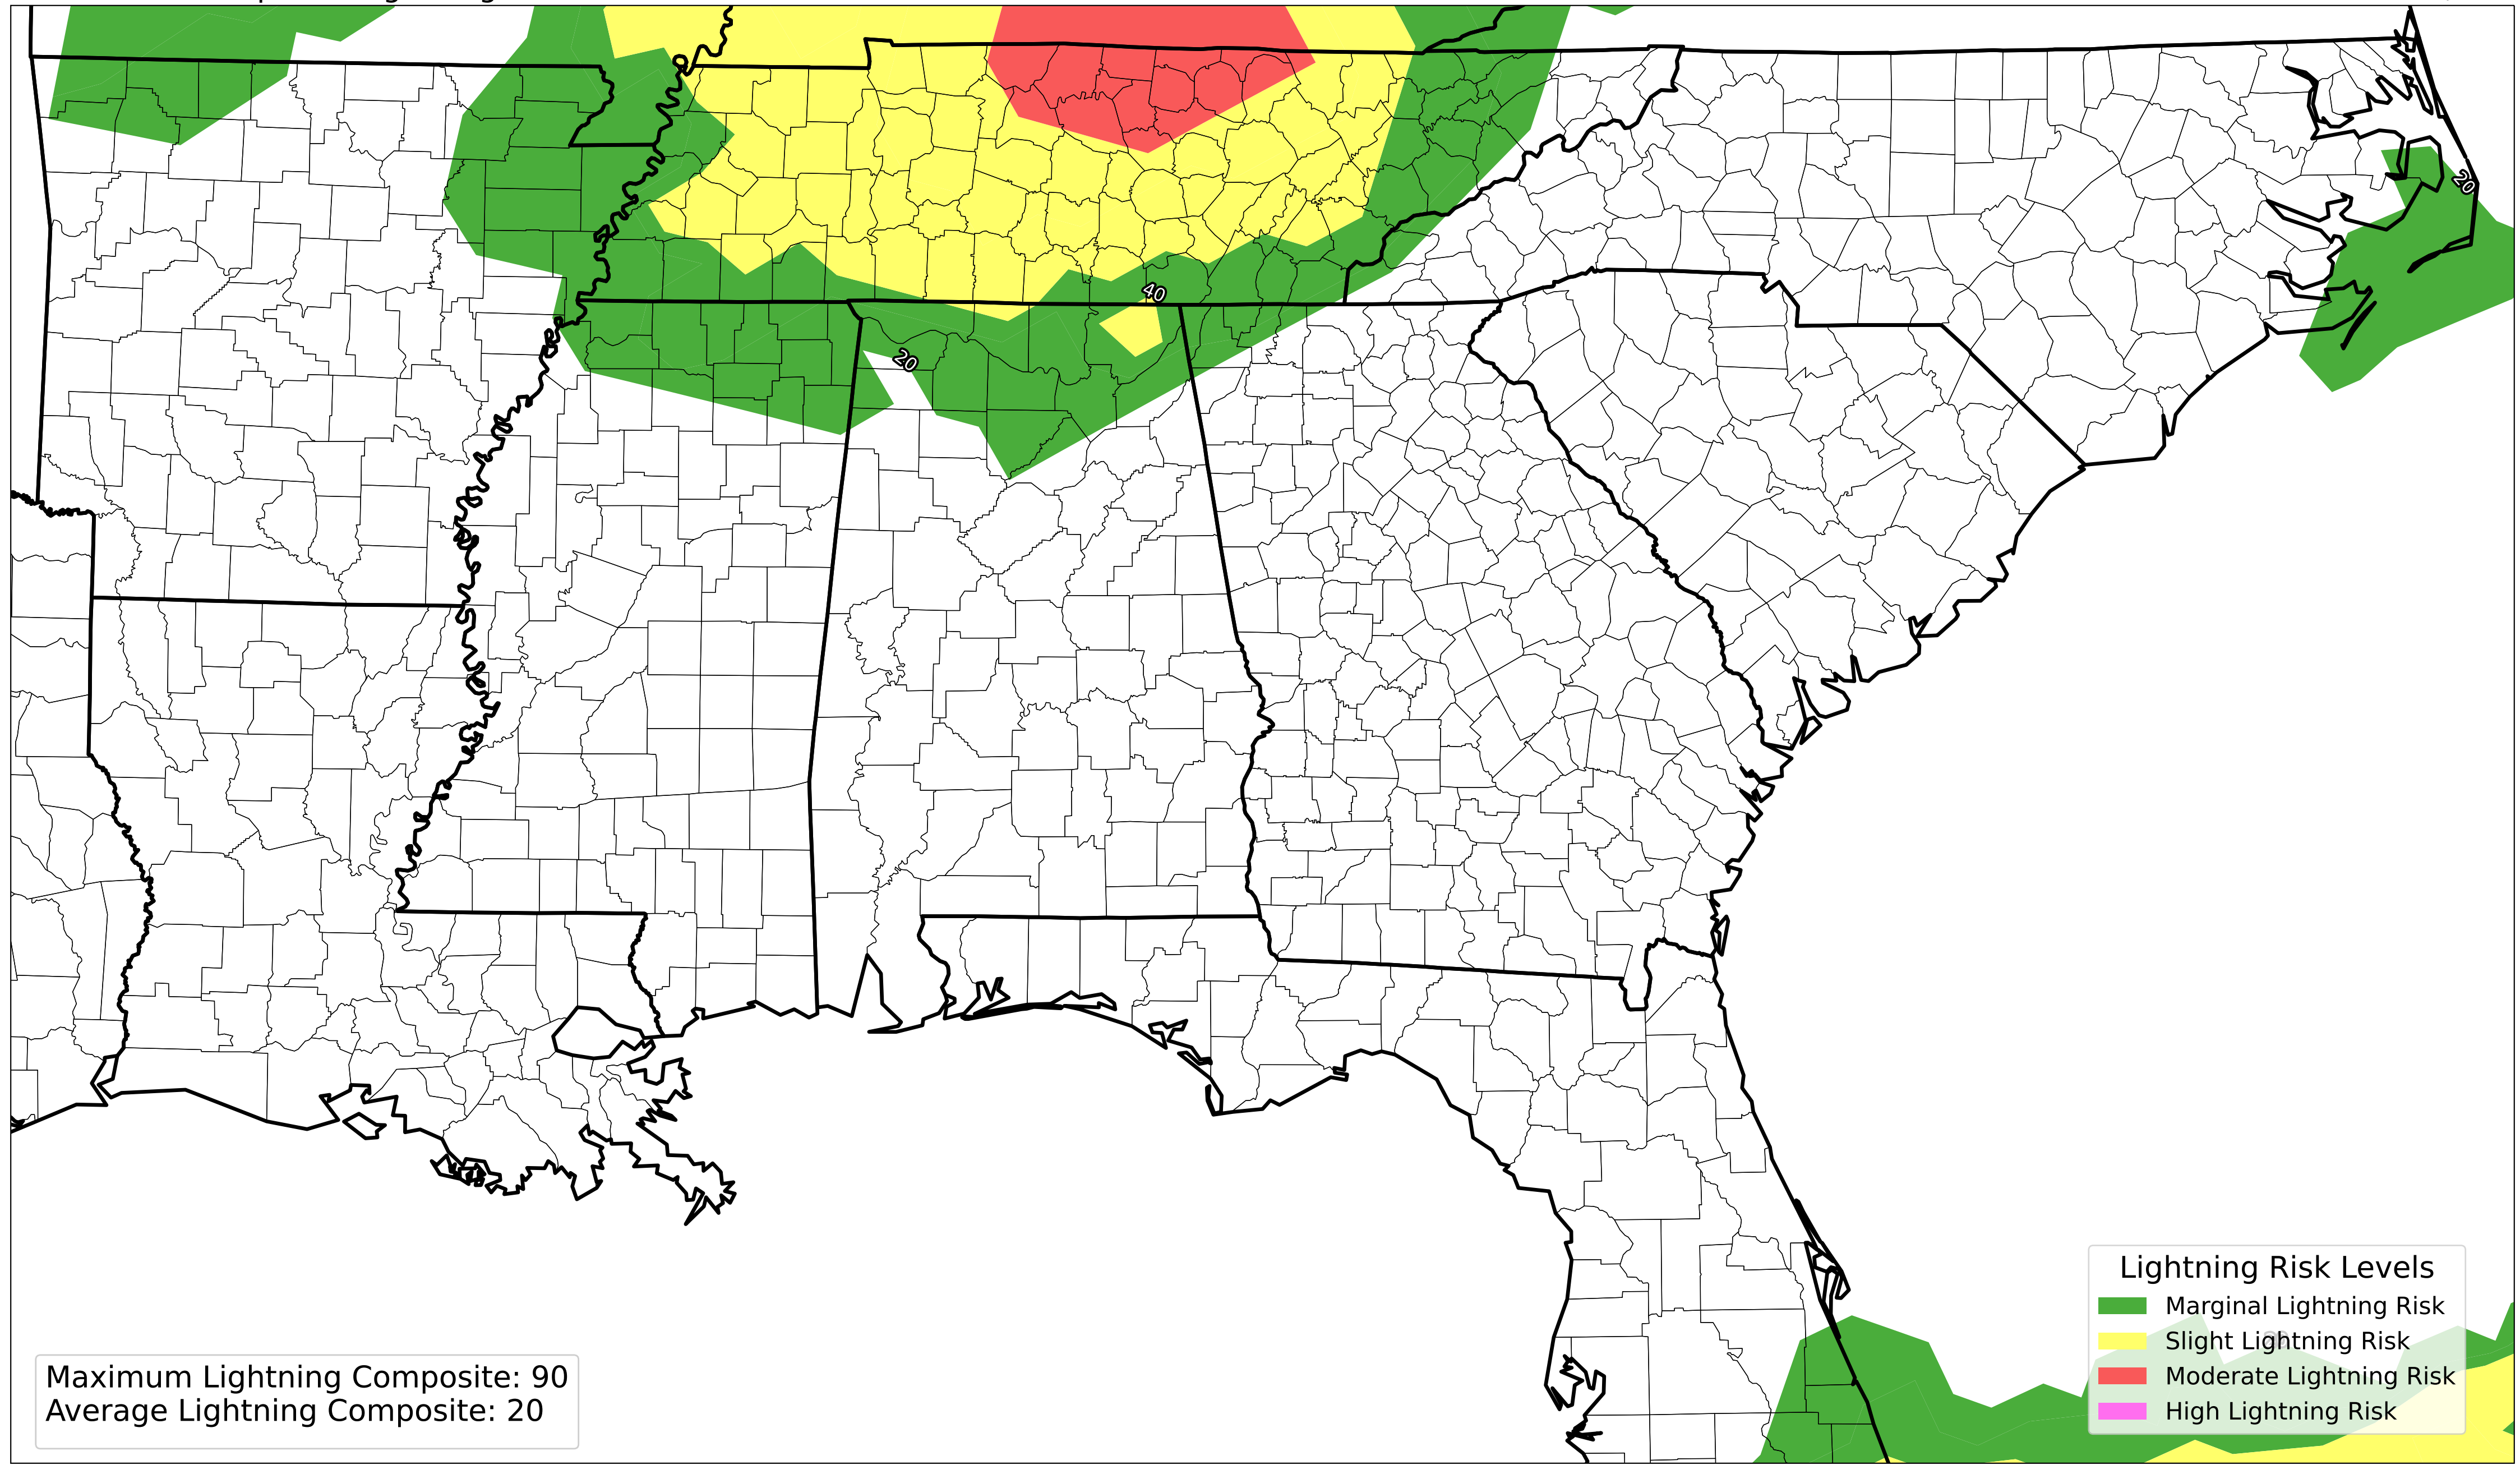 20
40
20
Lightning Risk Levels
Marginal Lightning Risk
Slight Lightning Risk
Moderate Lightning Risk
High Lightning Risk
Maximum Lightning Composite: 90
Average Lightning Composite: 20